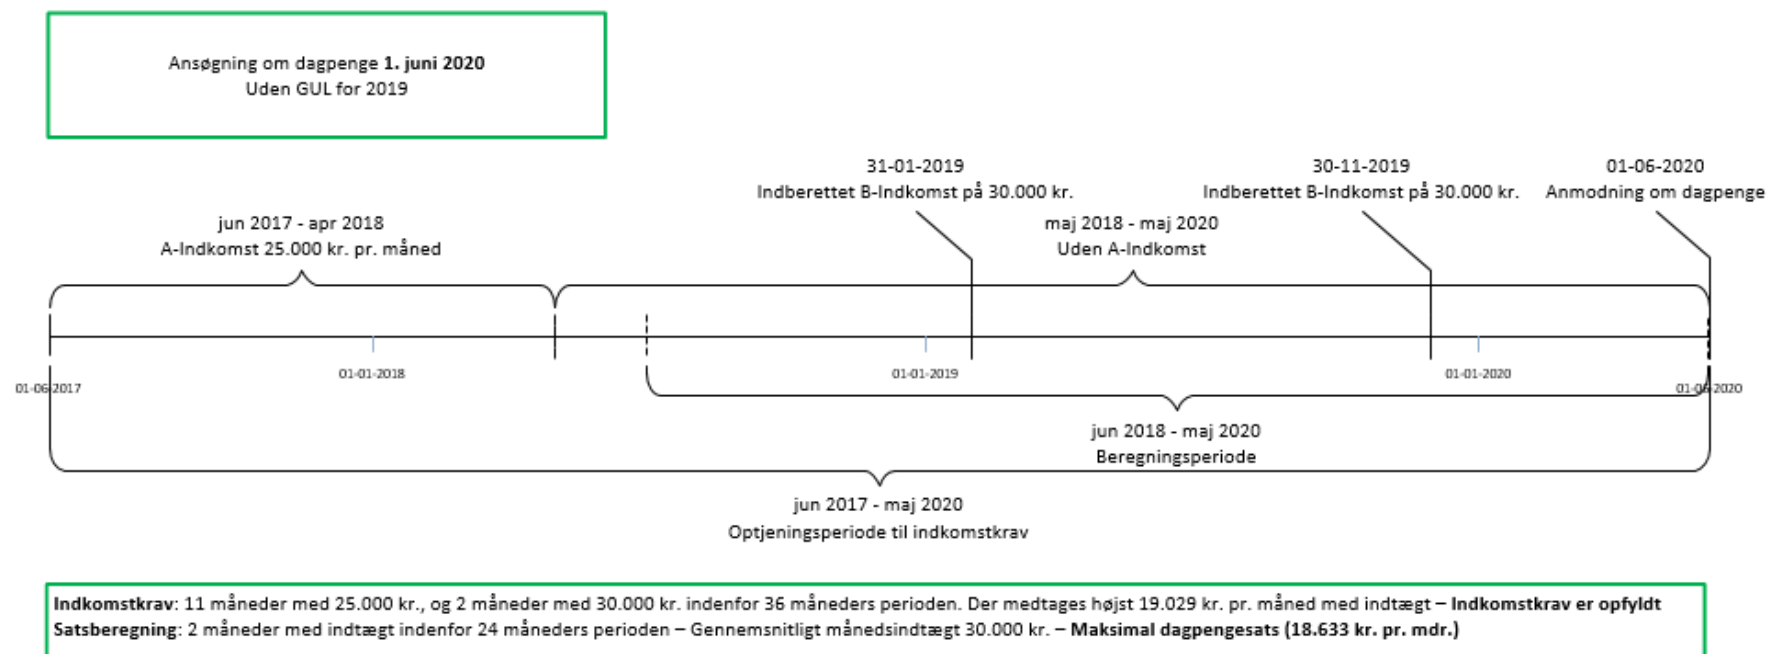 Ansøgning om dagpenge 1. juni 2020
Uden GUL for 2019
31-01-2019
Indberettet B-Indkomst på 30.000 kr.
30-11-2019
Indberettet B-Indkomst på 30.000 kr.
01-06-2020
Anmodning om dagpenge
jun 2017 - apr 2018
A-Indkomst 25.000 kr. pr. måned
maj 2018 - maj 2020
Uden A-Indkomst
01-06-2017
01-01-2018
01-01-2019
01-01-2020
01-06-2020
jun 2018 - maj 2020
Beregningsperiode
jun 2017 - maj 2020
Optjeningsperiode til indkomstkrav
Indkomstkrav: 11 måneder med 25.000 kr., og 2 måneder med 30.000 kr. indenfor 36 måneders perioden. Der medtages højst 19.029 kr. pr. måned med indtægt – Indkomstkrav er opfyldt
Satsberegning: 2 måneder med indtægt indenfor 24 måneders perioden – Gennemsnitligt månedsindtægt 30.000 kr. – Maksimal dagpengesats (18.633 kr. pr. mdr.)